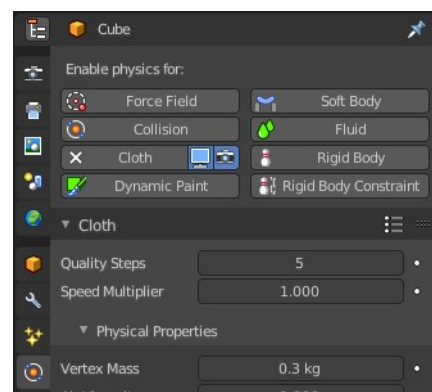 Cube
Enable physics for:
Force Field Soft Body
Collision Fluid
Cloth Rigid Body
Dynamic Paint Rigid Body Constraint
Cloth
Quality Steps 5
Speed Multiplier 1.000
Physical Properties
Vertex Mass 0.3 kg